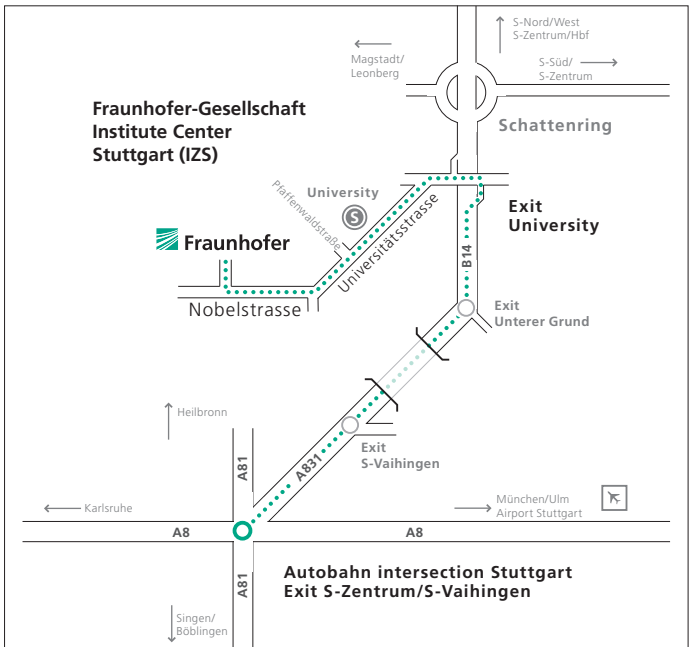 S-Nord/West
S-Zentrum/Hbf
Magstadt/
Leonberg
S-Süd/
S-Zentrum
Fraunhofer-Gesellschaft
Institute Center
Stuttgart (IZS)
Schattenring
University
S
Pfaffenwaldstraße
Universitätsstrasse
Exit
University
Fraunhofer
B14
Nobelstrasse
Exit
Unterer Grund
Heilbronn
Exit
S-Vaihingen
A81
A831
Karlsruhe
München/Ulm
Airport Stuttgart
A8
A8
A81
Autobahn intersection Stuttgart
Exit S-Zentrum/S-Vaihingen
Singen/
Böblingen